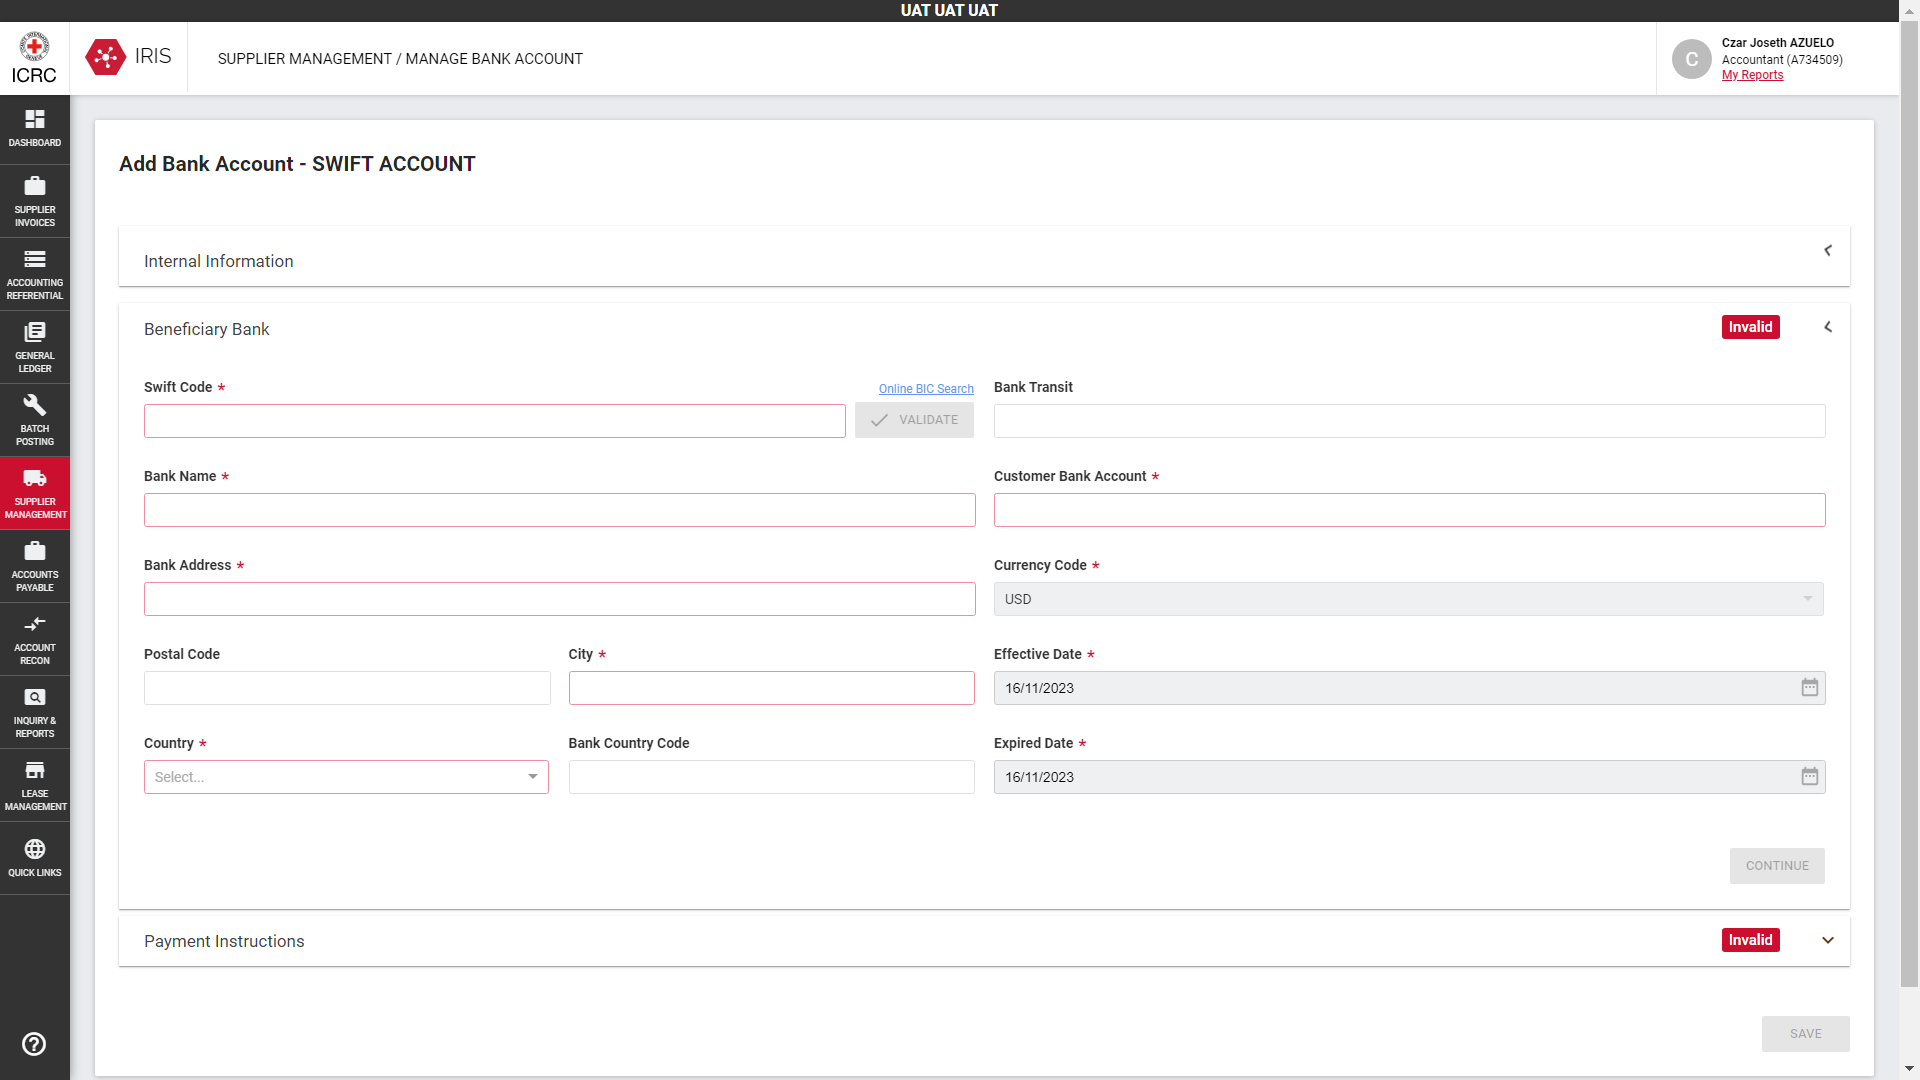 UAT UAT UAT
ICRC
IRIS
SUPPLIER MANAGEMENT / MANAGE BANK ACCOUNT
C
Czar Joseth AZUELO
Accountant (A734509)
My Reports
DASHBOARD
SUPPLIER
INVOICES
ACCOUNTING
REFERENTIAL
GENERAL
LEDGER
BATCH
POSTING
SUPPLIER
MANAGEMENT
ACCOUNTS
PAYABLE
ACCOUNT
RECON
INQUIRY &
REPORTS
LEASE
MANAGEMENT
QUICK LINKS
Add Bank Account - SWIFT ACCOUNT
Internal Information
Beneficiary Bank
Invalid
Swift Code *
Online BIC Search
VALIDATE
Bank Transit
Bank Name *
Customer Bank Account *
Bank Address *
Currency Code *
USD
Postal Code
City *
Effective Date *
16/11/2023
Country *
Select...
Bank Country Code
Expired Date *
16/11/2023
CONTINUE
Payment Instructions
Invalid
SAVE